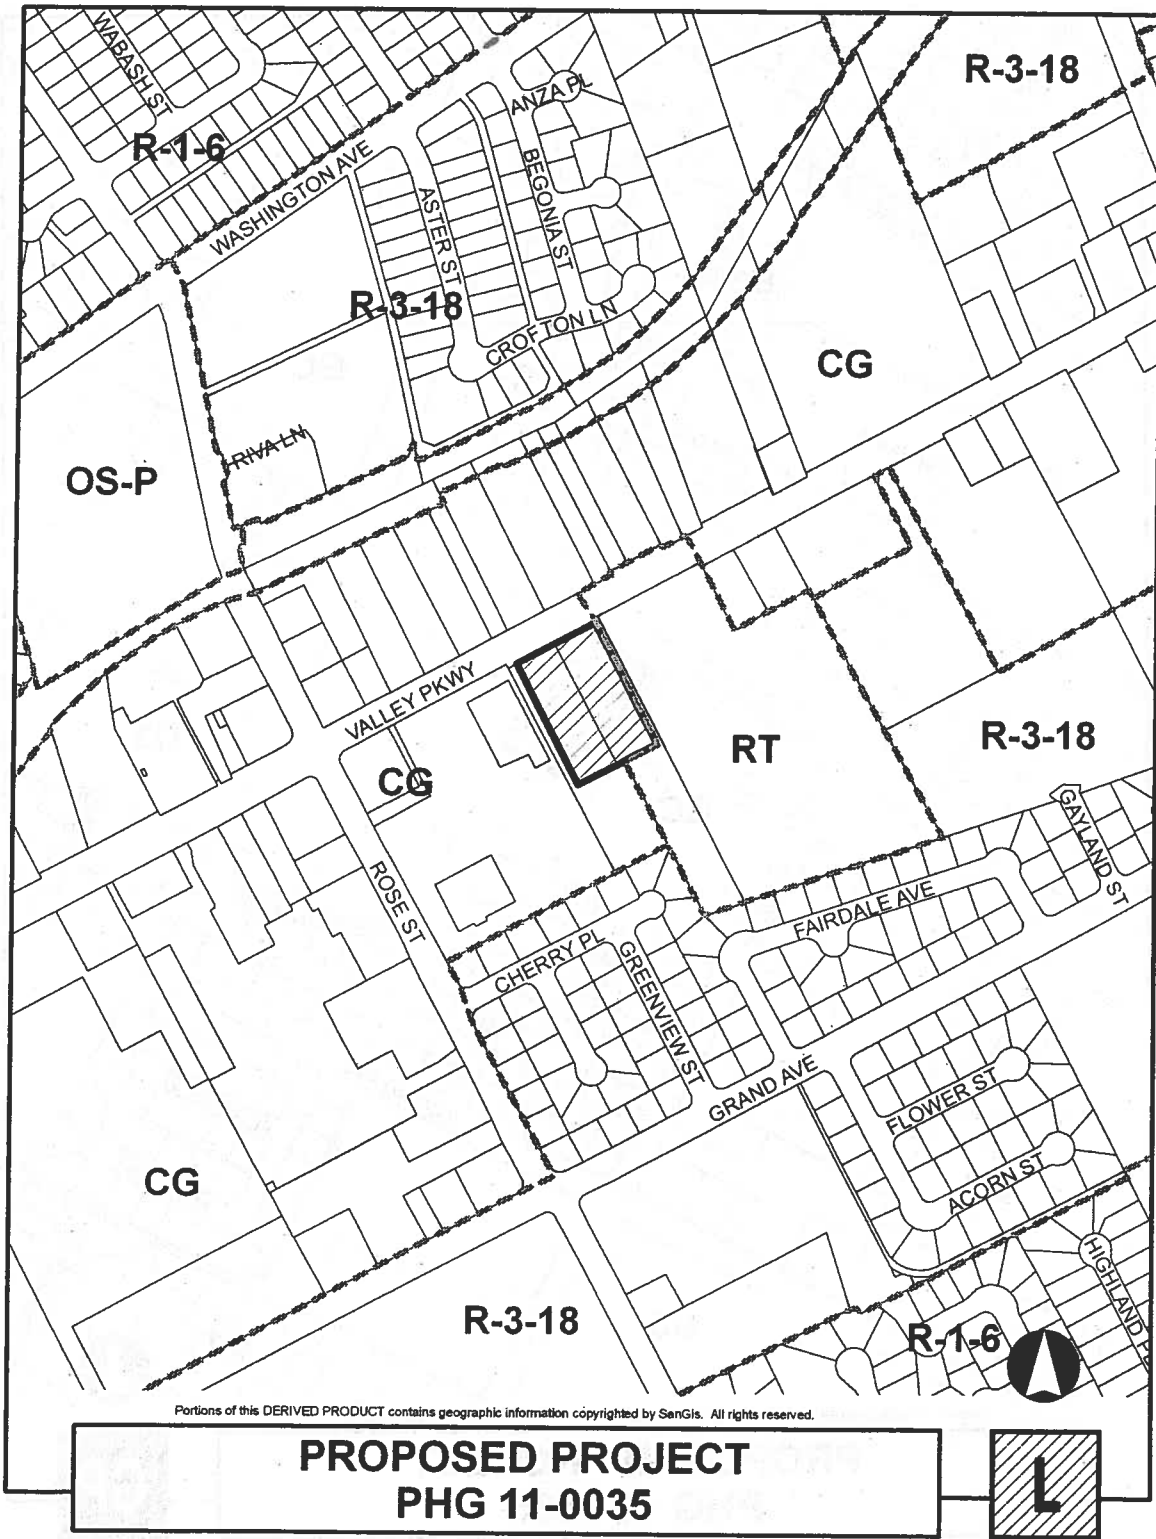 WABASH ST
R-1-6
WASHINGTON AVE
ANZA PL
R-3-18
BEGONIA ST
ASTER ST
R-3-18
CROFTON LN
CG
RIVA LN
OS-P
VALLEY PKWY
CG
RT
R-3-18
GAYLAND ST
ROSE ST
FAIRDALE AVE
CHERRY PL
GREENVIEW ST
GRAND AVE
FLOWER ST
ACORN ST
CG
HIGHLAND
R-3-18
R-1-6
Portions of this DERIVED PRODUCT contains geographic information copyrighted by SanGis. All rights reserved.
PROPOSED PROJECT
PHG 11-0035
L